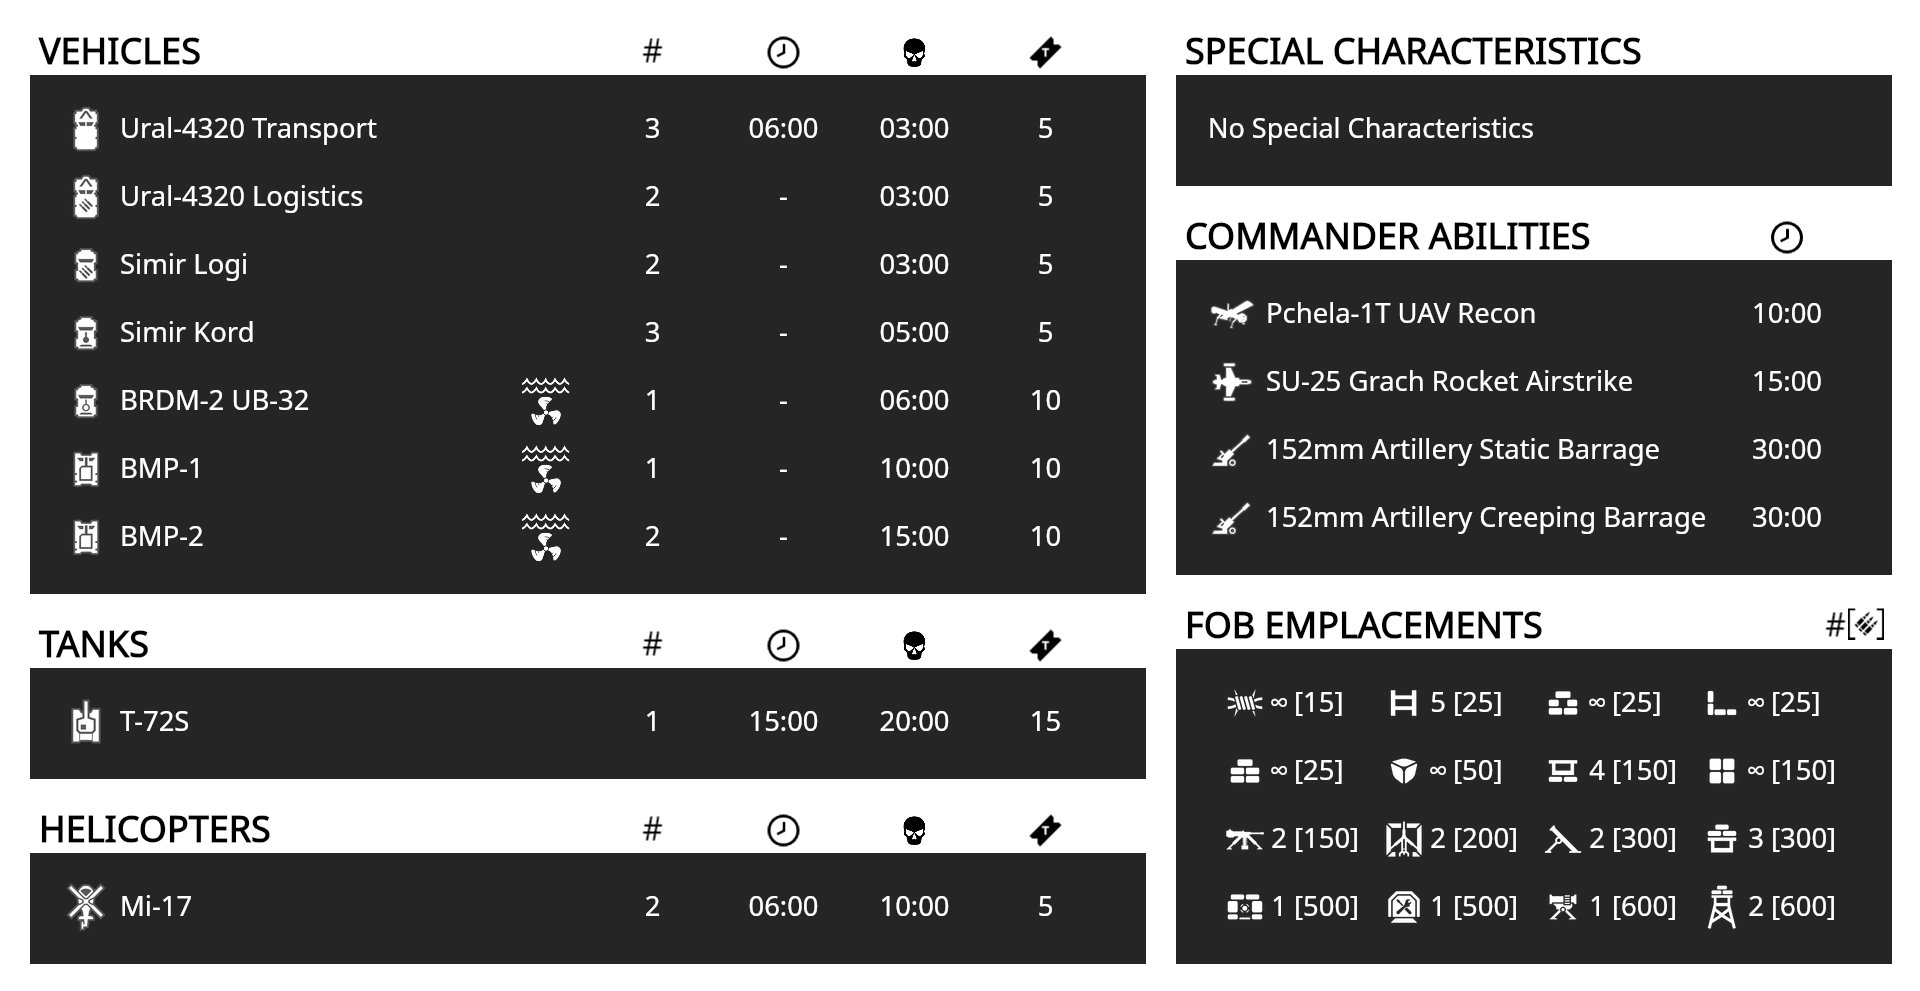 VEHICLES #
Ural-4320 Transport 3 06:00 03:00 5
Ural-4320 Logistics 2 - 03:00 5
Simir Logi 2 - 03:00 5
Simir Kord 3 - 05:00 5
BRDM-2 UB-32 1 - 06:00 10
BMP-1 1 - 10:00 10
BMP-2 2 - 15:00 10
TANKS #
T-72S 1 15:00 20:00 15
HELICOPTERS #
Mi-17 2 06:00 10:00 5
SPECIAL CHARACTERISTICS
No Special Characteristics
COMMANDER ABILITIES
Pchela-1T UAV Recon 10:00
SU-25 Grach Rocket Airstrike 15:00
152mm Artillery Static Barrage 30:00
152mm Artillery Creeping Barrage 30:00
FOB EMPLACEMENTS #[]
∞ [15] 5 [25] ∞ [25] ∞ [25]
∞ [25] ∞ [50] 4 [150] ∞ [150]
2 [150] 2 [200] 2 [300] 3 [300]
1 [500] 1 [500] 1 [600] 2 [600]